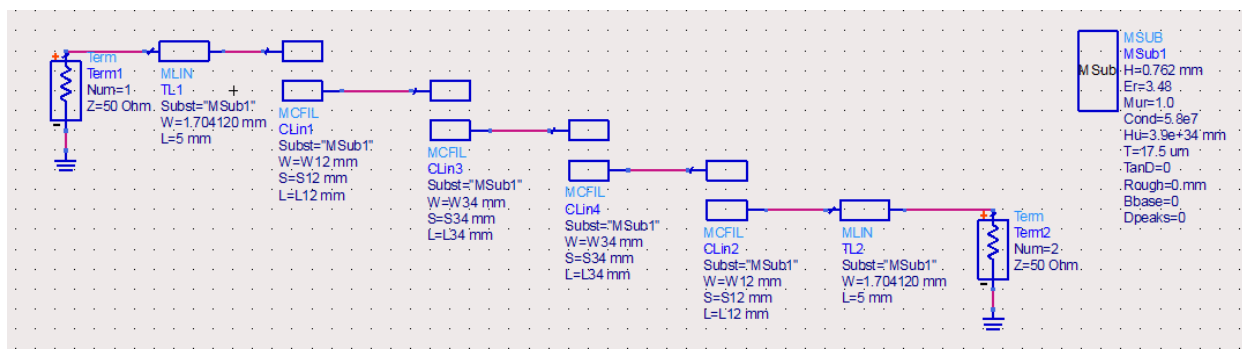 Term
Term1
Num=1
Z=50 Ohm
MLIN
TL1
Subst="MSub1"
W=1.704120 mm
L=5 mm
MCFIL
CLin1
Subst="MSub1"
W=W12 mm
S=S12 mm
L=L12 mm
MCFIL
CLin3
Subst="MSub1"
W=W34 mm
S=S34 mm
L=L34 mm
MCFIL
CLin4
Subst="MSub1"
W=W34 mm
S=S34 mm
L=L34 mm
MCFIL
CLin2
Subst="MSub1"
W=W12 mm
S=S12 mm
L=L12 mm
MLIN
TL2
Subst="MSub1"
W=1.704120 mm
L=5 mm
Term
Term2
Num=2
Z=50 Ohm
MSub
MSUB
MSub1
H=0.762 mm
Er=3.48
Mur=1.0
Cond=5.8e7
Hu=3.9e+34 mm
T=17.5 um
TanD=0
Rough=0 mm
Bbase=0
Dpeaks=0